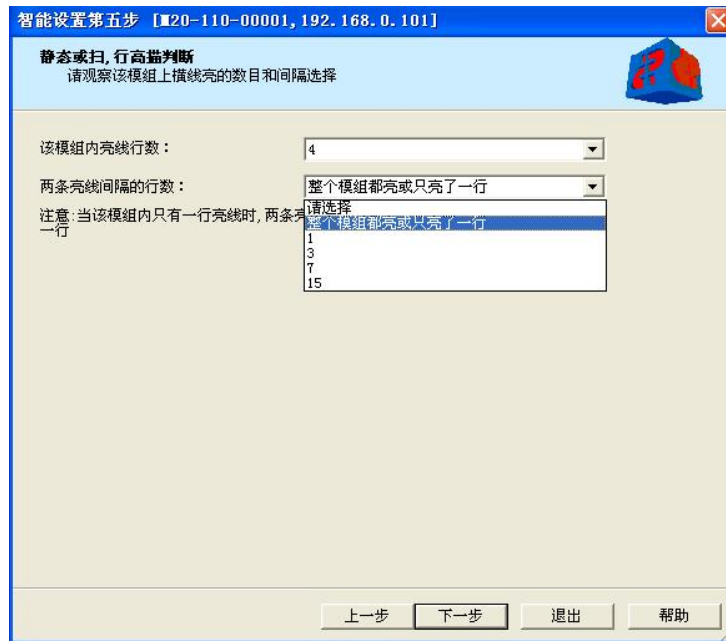 智能设置第五步 [M20-110-00001,192.168.0.101]
静态或扫,行高描判断
请观察该模组上横线亮的数目和间隔选择
该模组内亮线行数：
4
两条亮线间隔的行数：
整个模组都亮或只亮了一行
注意:当该模组内只有一行亮线时,两条亮
一行
请选择
整个模组都亮或只亮了一行
1
3
7
15
上一步
下一步
退出
帮助